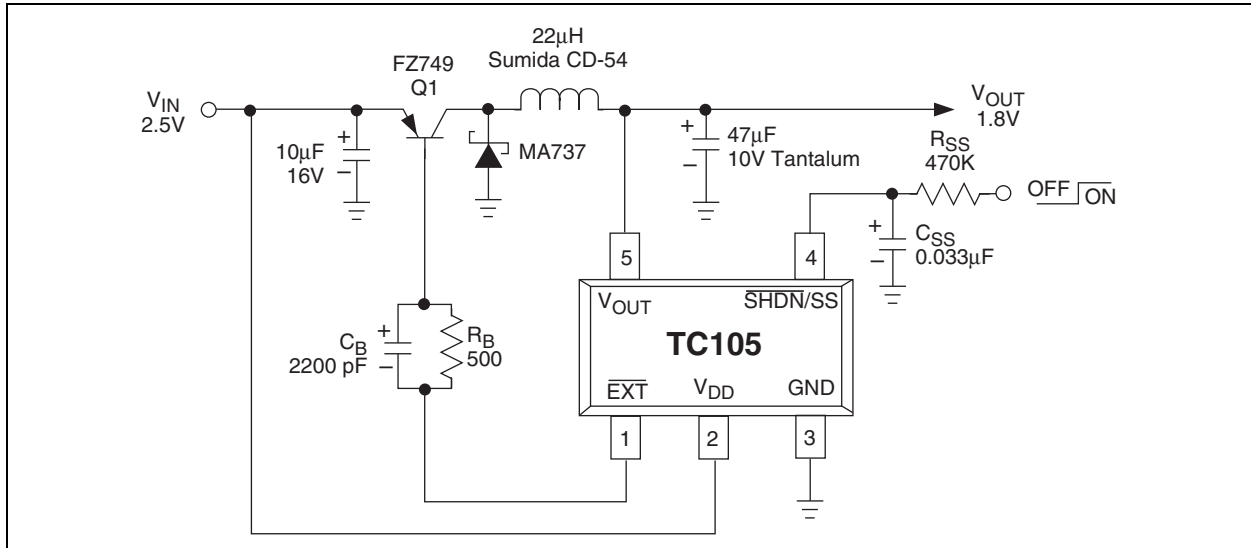 22μH
Sumida CD-54
FZ749
Q1
V_IN
2.5V
V_OUT
1.8V
+
10μF
16V
–
MA737
+
47μF
–
10V Tantalum
R_SS
470K
OFF ON
+
C_SS
–
0.033μF
5
4
V_OUT
SHDN/SS
TC105
C_B
+
2200 pF
–
R_B
500
EXT
V_DD
GND
1
2
3